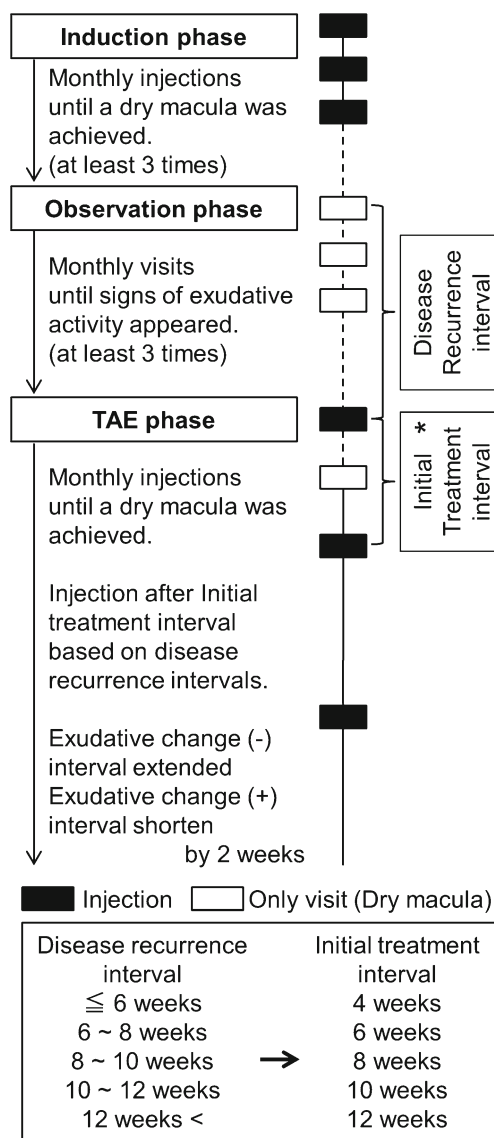 Induction phase
Monthly injections
until a dry macula was
achieved.
(at least 3 times)
Observation phase
Monthly visits
until signs of exudative
activity appeared.
(at least 3 times)
Disease
Recurrence
interval
TAE phase
Monthly injections
until a dry macula was
achieved.
Initial *
Treatment
interval
Injection after Initial
treatment interval
based on disease
recurrence intervals.
Exudative change (-)
interval extended
Exudative change (+)
interval shorten
by 2 weeks
Injection Only visit (Dry macula)
Disease recurrence Initial treatment
interval interval
≦ 6 weeks 4 weeks
6 ~ 8 weeks 6 weeks
8 ~ 10 weeks → 8 weeks
10 ~ 12 weeks 10 weeks
12 weeks < 12 weeks